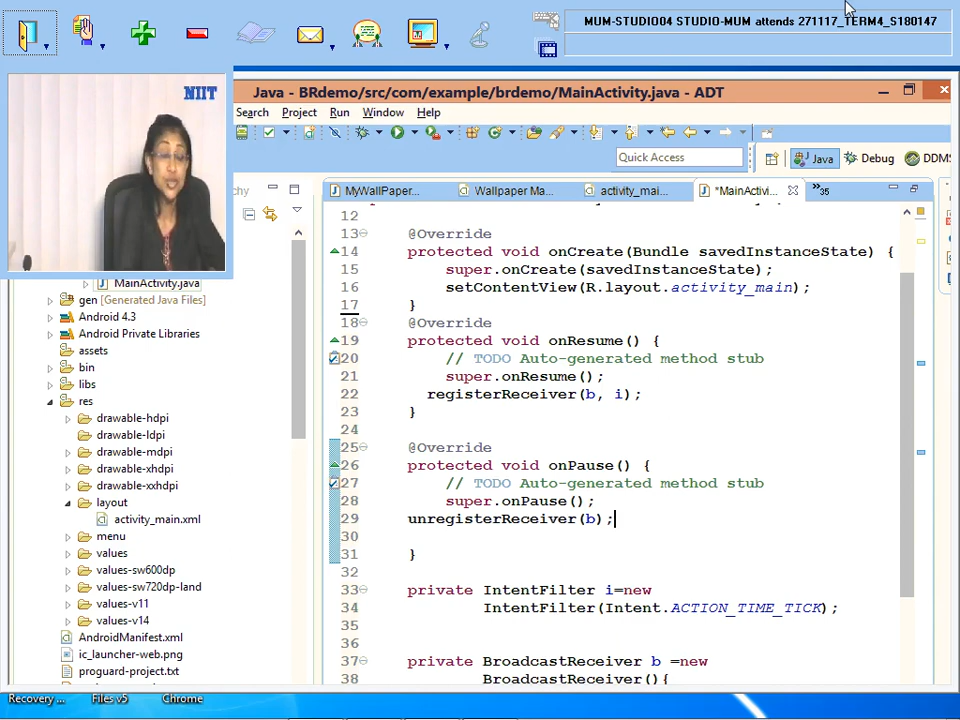 MUM-STUDIO04 STUDIO-MUM attends 271117_TERM4_S180147
NIIT
Java - BRdemo/src/com/example/brdemo/MainActivity.java - ADT
Search Project Run Window Help
Quick Access
Java Debug DDMS
chy
MyWallPaper... Wallpaper Ma... activity_mai... *MainActivi... 35
MainActivity.java
gen [Generated Java Files]
Android 4.3
Android Private Libraries
assets
bin
libs
res
drawable-hdpi
drawable-ldpi
drawable-mdpi
drawable-xhdpi
drawable-xxhdpi
layout
activity_main.xml
menu
values
values-sw600dp
values-sw720dp-land
values-v11
values-v14
AndroidManifest.xml
ic_launcher-web.png
proguard-project.txt
12
13 @Override
14 protected void onCreate(Bundle savedInstanceState) {
15 super.onCreate(savedInstanceState);
16 setContentView(R.layout.activity_main);
17 }
18 @Override
19 protected void onResume() {
20 // TODO Auto-generated method stub
21 super.onResume();
22 registerReceiver(b, i);
23 }
24
25 @Override
26 protected void onPause() {
27 // TODO Auto-generated method stub
28 super.onPause();
29 unregisterReceiver(b);
30
31 }
32
33 private IntentFilter i=new
34 IntentFilter(Intent.ACTION_TIME_TICK);
35
36
37 private BroadcastReceiver b =new
38 BroadcastReceiver(){
Recovery ... Files v5 Chrome